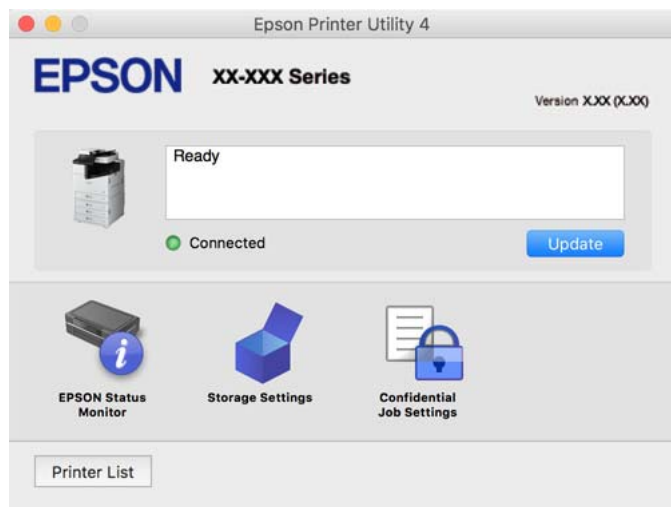 Epson Printer Utility 4
EPSON XX-XXX Series
Version X.XX (X.XX)
Ready
Connected
Update
EPSON Status
Monitor
Storage Settings
Confidential
Job Settings
Printer List